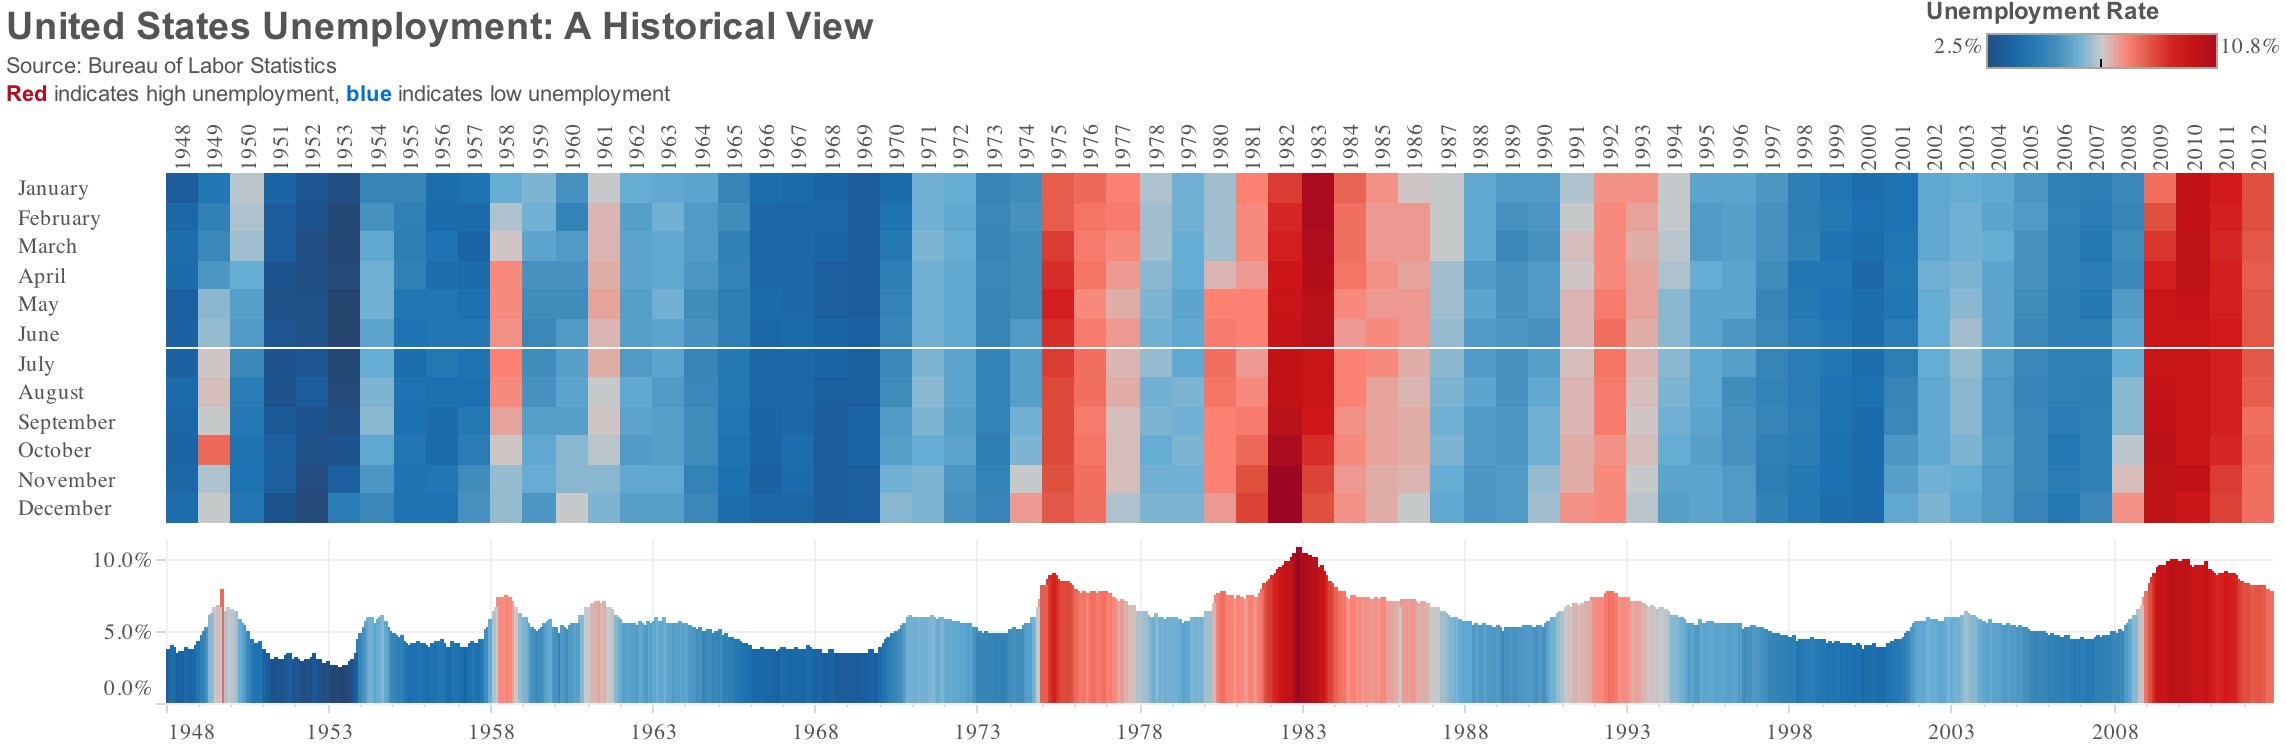 United States Unemployment: A Historical View
Source: Bureau of Labor Statistics
Red indicates high unemployment, blue indicates low unemployment
Unemployment Rate
2.5% 10.8%
1948 1949 1950 1951 1952 1953 1954 1955 1956 1957 1958 1959 1960 1961 1962 1963 1964 1965 1966 1967 1968 1969 1970 1971 1972 1973 1974 1975 1976 1977 1978 1979 1980 1981 1982 1983 1984 1985 1986 1987 1988 1989 1990 1991 1992 1993 1994 1995 1996 1997 1998 1999 2000 2001 2002 2003 2004 2005 2006 2007 2008 2009 2010 2011 2012
January
February
March
April
May
June
July
August
September
October
November
December
10.0%
5.0%
0.0%
1948 1953 1958 1963 1968 1973 1978 1983 1988 1993 1998 2003 2008